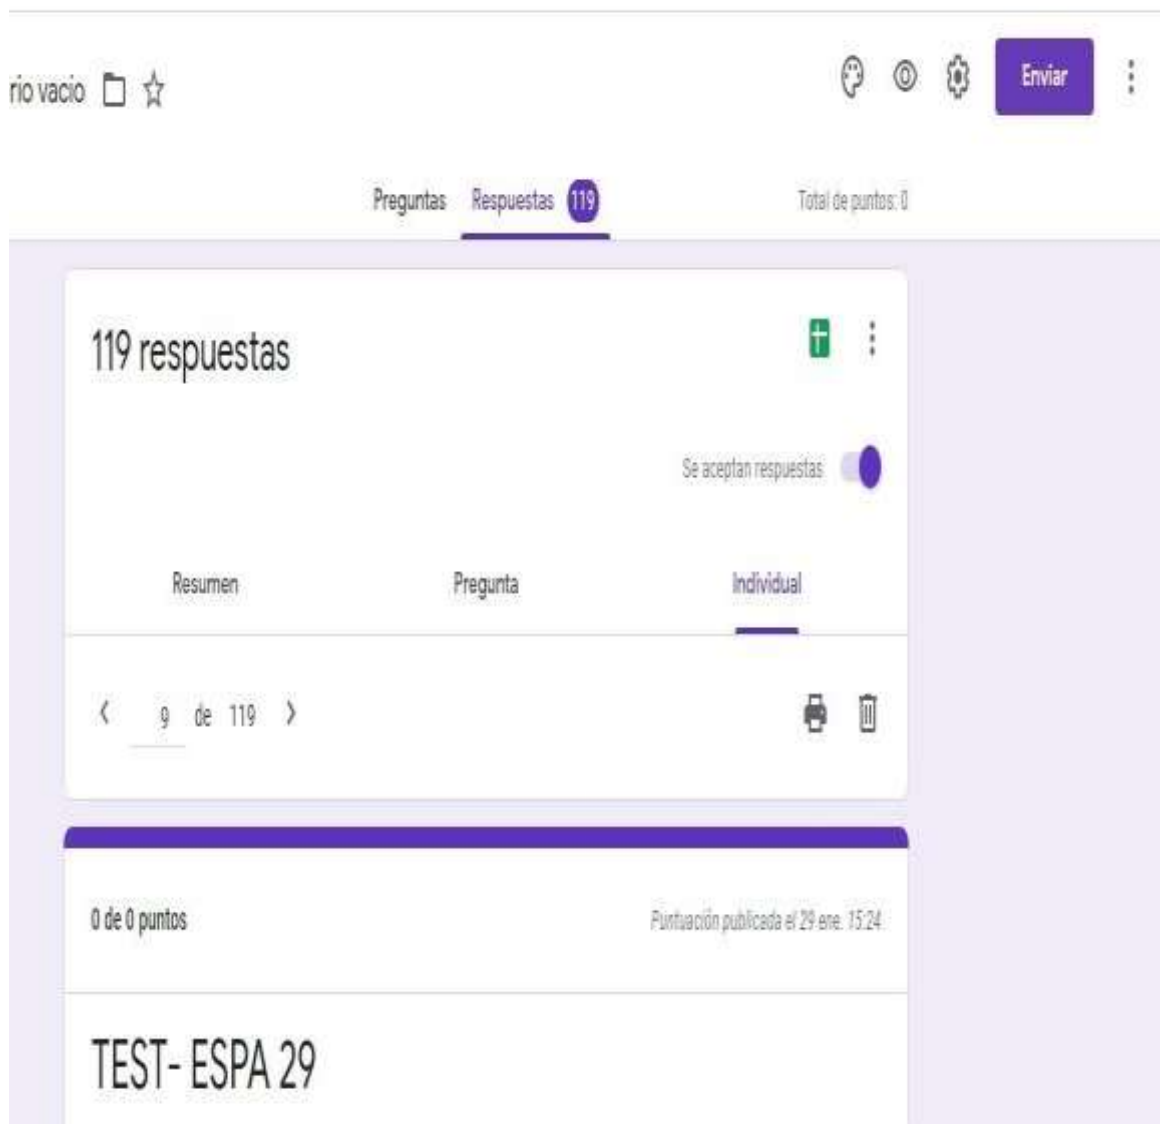 rio vacio
Enviar
Preguntas Respuestas 119 Total de puntos: 0
119 respuestas
Se aceptan respuestas
Resumen Pregunta Individual
9 de 119
0 de 0 puntos Puntuación publicada el 29 ene. 15:24
TEST- ESPA 29